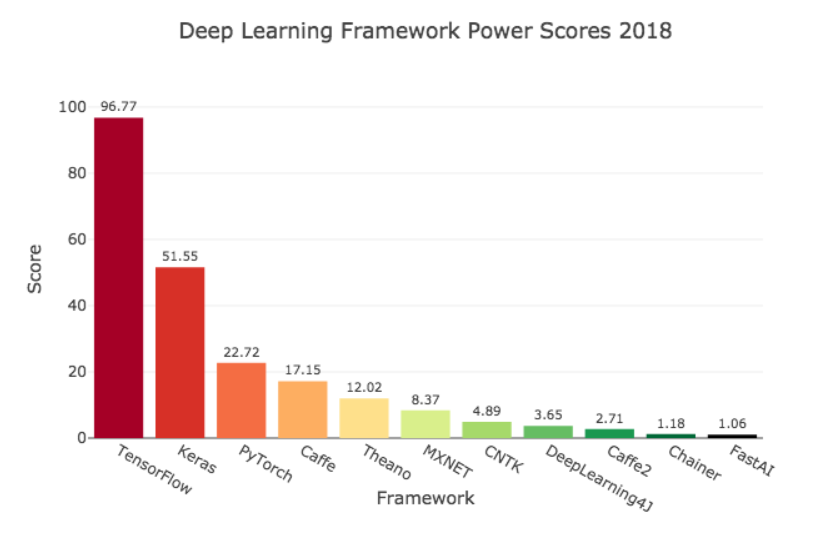 Deep Learning Framework Power Scores 2018
100
80
60
40
20
0
Score
96.77
51.55
22.72
17.15
12.02
8.37
4.89
3.65
2.71
1.18
1.06
TensorFlow
Keras
PyTorch
Caffe
Theano
MXNET
CNTK
DeepLearning4J
Caffe2
Chainer
FastAI
Framework